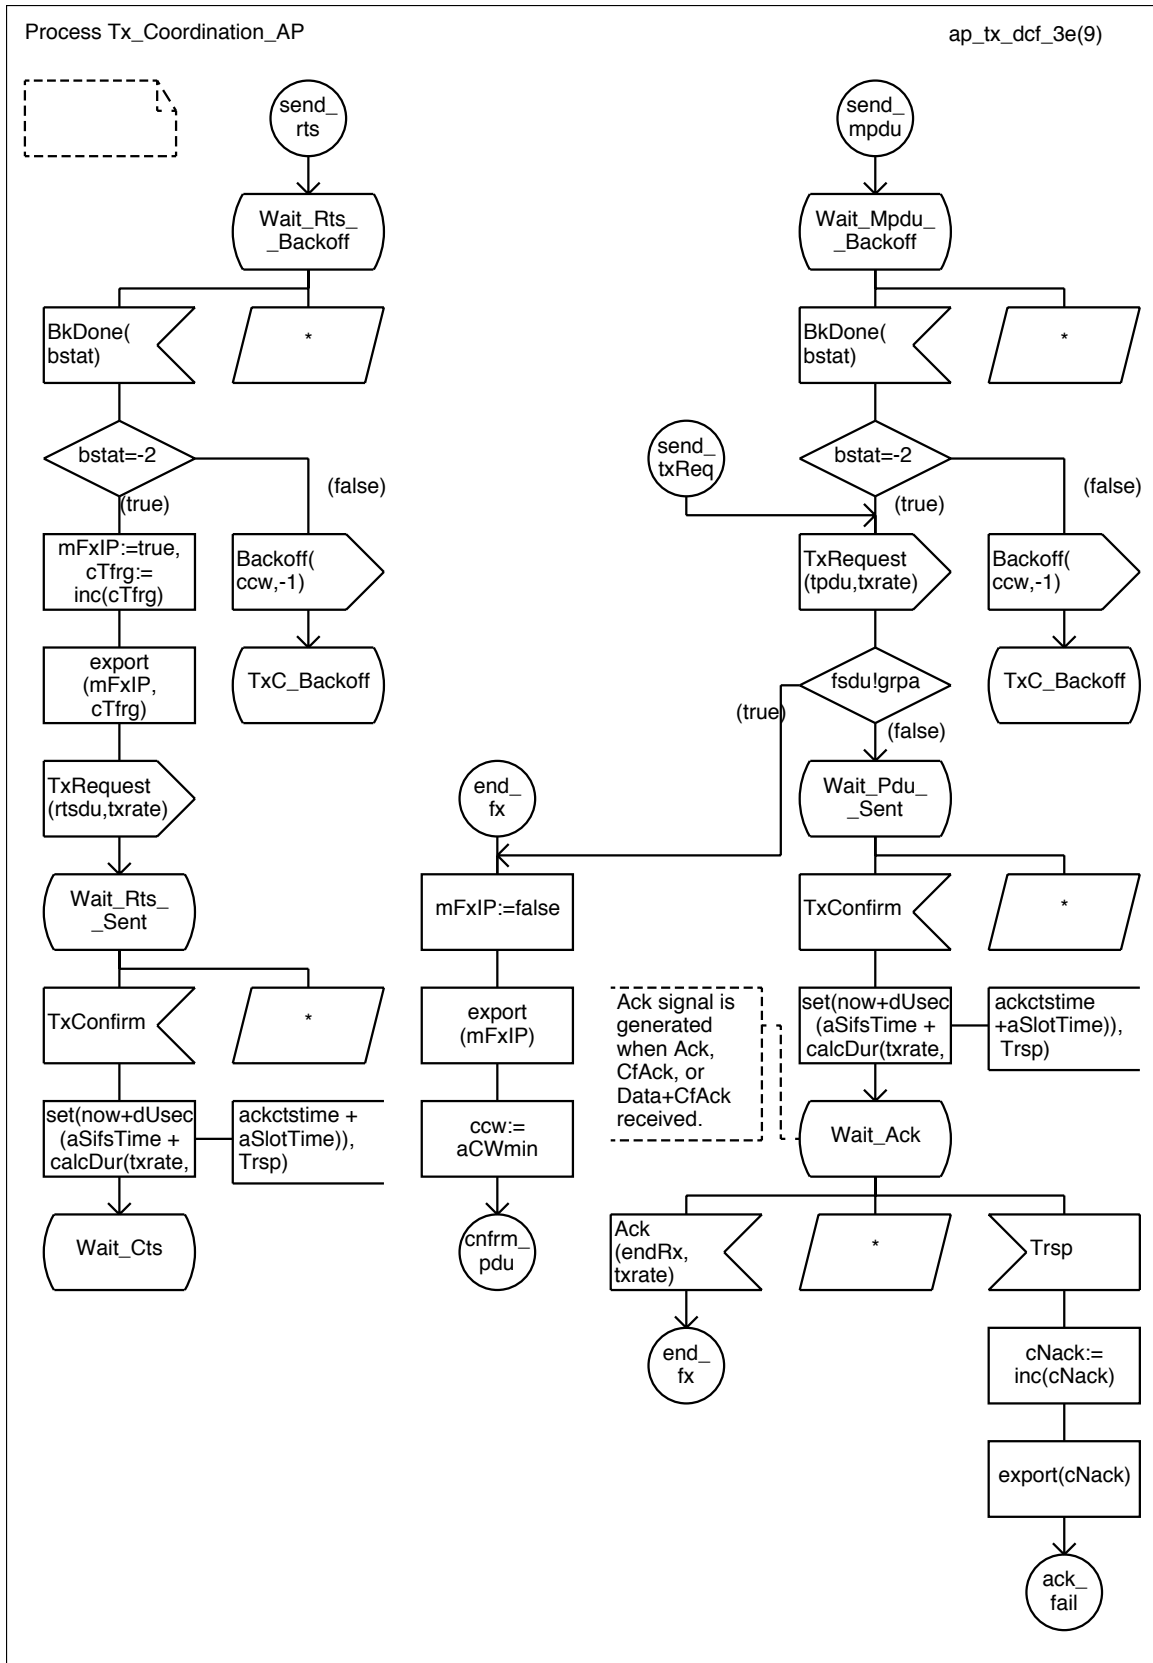 Process Tx_Coordination_AP
ap_tx_dcf_3e(9)
send_
rts
Wait_Rts_
_Backoff
BkDone(
bstat)
*
bstat=-2
(true)
(false)
mFxIP:=true,
cTfrg:=
inc(cTfrg)
Backoff(
ccw,-1)
export
(mFxIP,
cTfrg)
TxC_Backoff
TxRequest
(rtsdu,txrate)
Wait_Rts_
_Sent
TxConfirm
*
set(now+dUsec
(aSifsTime +
calcDur(txrate,
ackctstime +
aSlotTime)),
Trsp)
Wait_Cts
end_
fx
mFxIP:=false
export
(mFxIP)
ccw:=
aCWmin
cnfrm_
pdu
send_
mpdu
Wait_Mpdu_
_Backoff
BkDone(
bstat)
*
send_
txReq
bstat=-2
(true)
(false)
TxRequest
(tpdu,txrate)
Backoff(
ccw,-1)
fsdu!grpa
TxC_Backoff
(true)
(false)
Wait_Pdu_
_Sent
TxConfirm
*
Ack signal is
generated
when Ack,
CfAck, or
Data+CfAck
received.
set(now+dUsec
(aSifsTime +
calcDur(txrate,
ackctstime
+aSlotTime)),
Trsp)
Wait_Ack
Ack
(endRx,
txrate)
*
Trsp
end_
fx
cNack:=
inc(cNack)
export(cNack)
ack_
fail